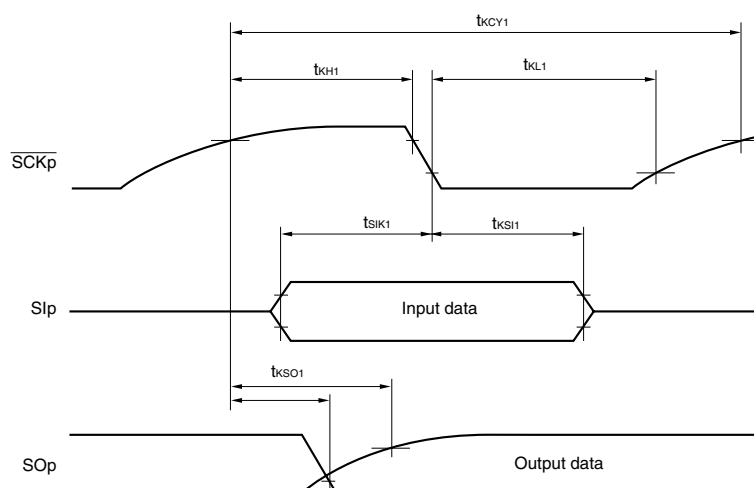 tKCY1
tKH1
tKL1
SCKp
tSIK1
tKSI1
SIp
Input data
tKSO1
SOp
Output data